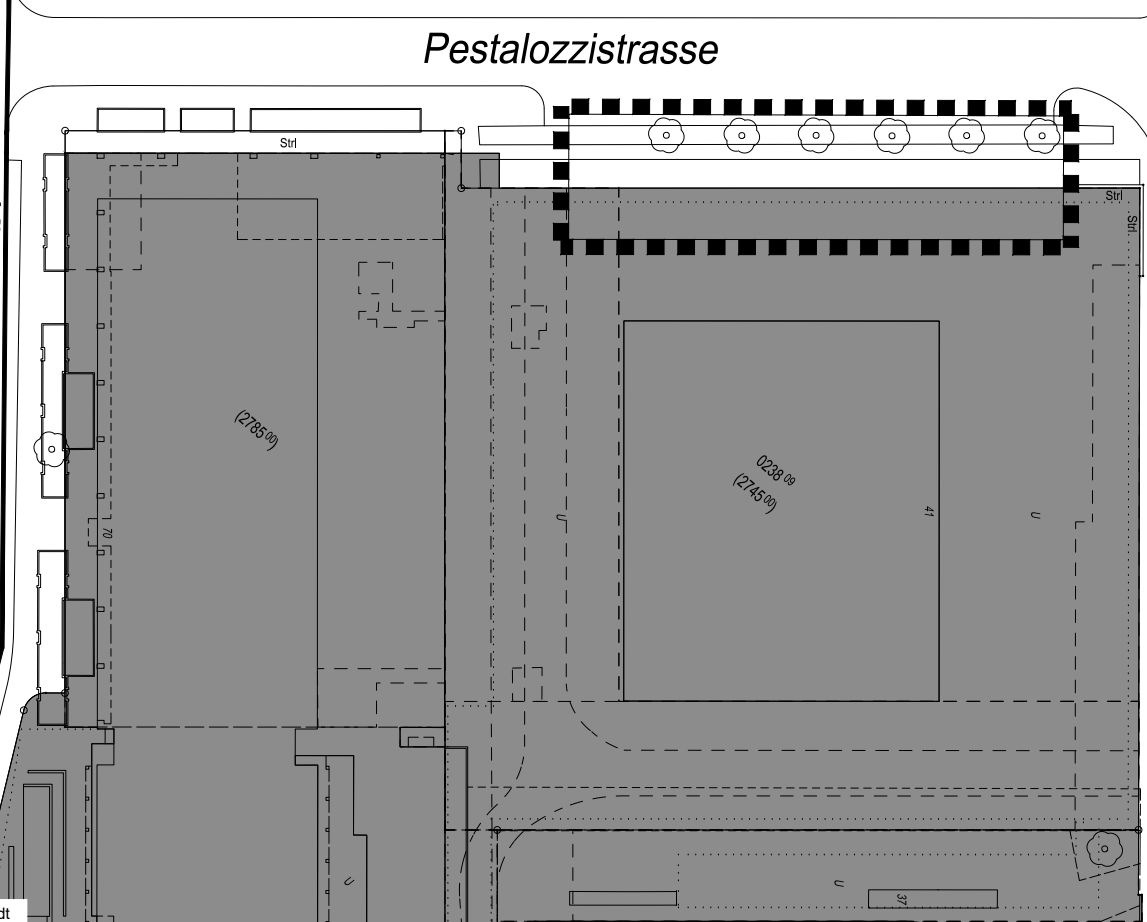 Pestalozzistrasse
Strl
Strl
Strl
(2785 00)
0238 09
(2745 00)
41
U
U
70
U
U
37
dt